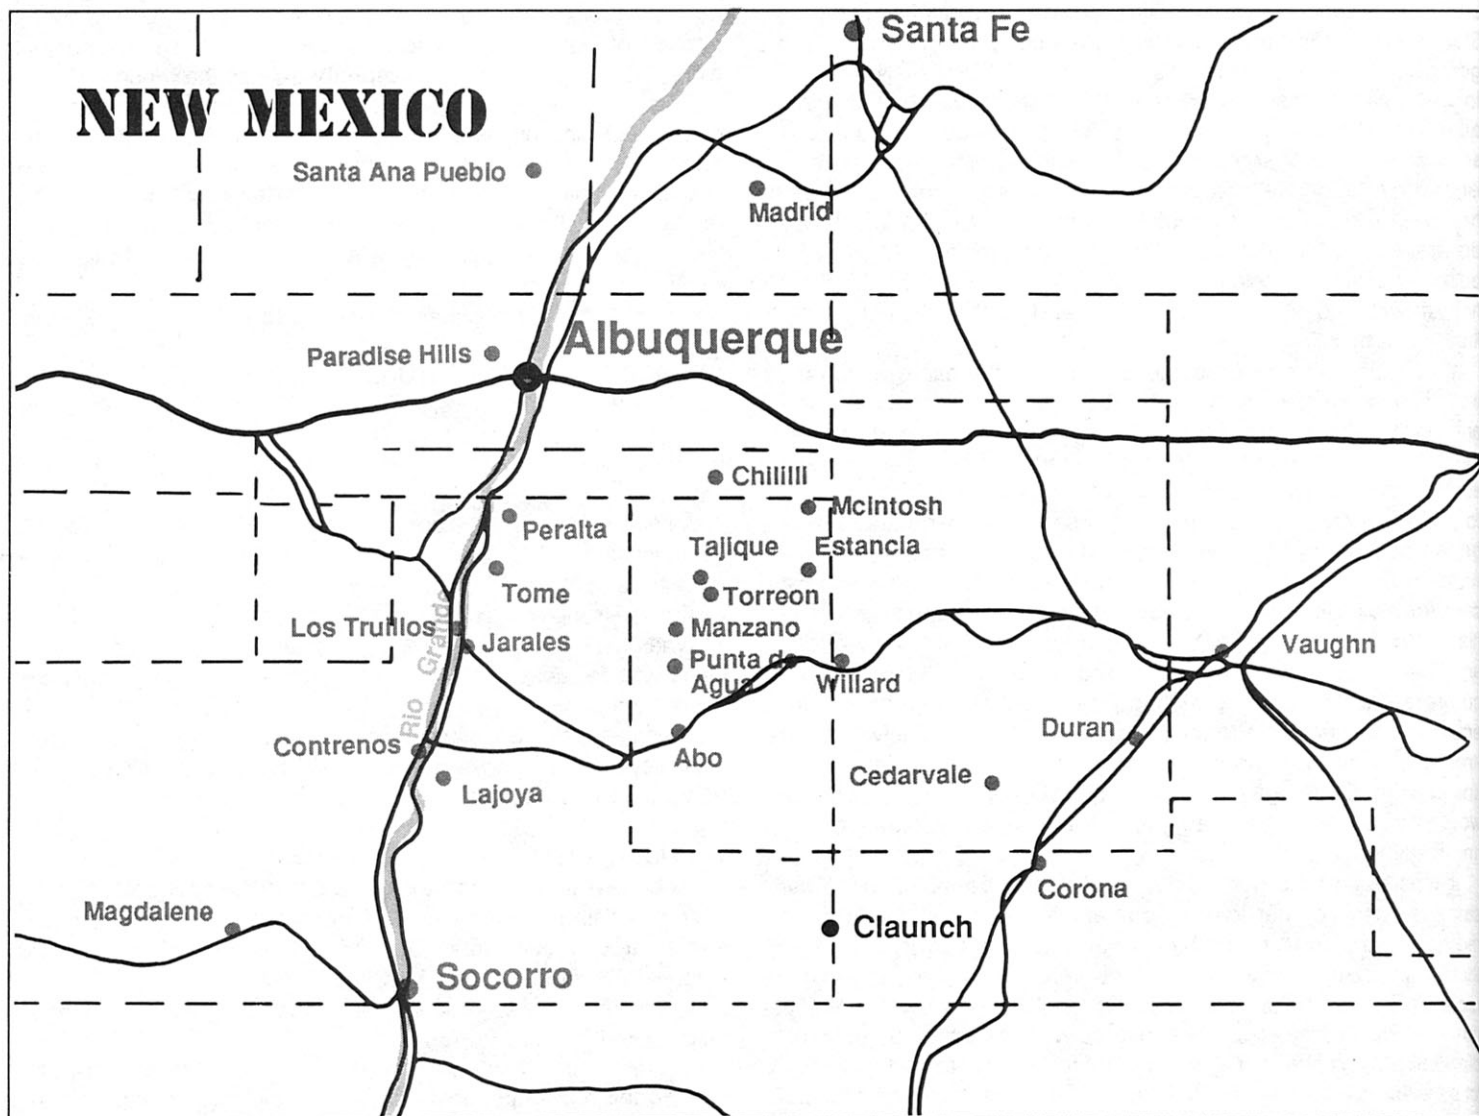 Santa Fe
NEW MEXICO
Santa Ana Pueblo
Madrid
Albuquerque
Paradise Hills
Chilili
McIntosh
Peralta
Tajique
Estancia
Tome
Torreon
Los Trujillos
Jarales
Manzano
Rio Grande
Punta de
Agua
Willard
Vaughn
Contrenos
Abo
Duran
Lajoya
Cedarvale
Corona
Magdalene
Claunch
Socorro